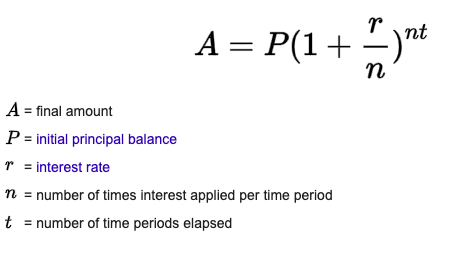 A = P(1 + r/n)^nt
A = final amount
P = initial principal balance
r = interest rate
n = number of times interest applied per time period
t = number of time periods elapsed